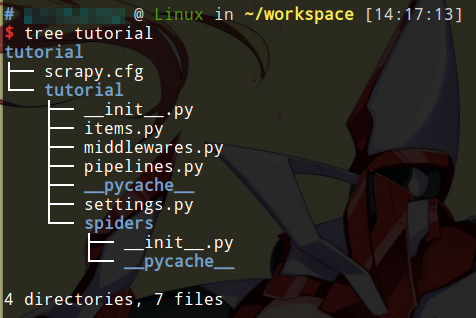 # @ Linux in ~/workspace [14:17:13]
$ tree tutorial
tutorial
├── scrapy.cfg
└── tutorial
    ├── __init__.py
    ├── items.py
    ├── middlewares.py
    ├── pipelines.py
    ├── __pycache__
    ├── settings.py
    └── spiders
        ├── __init__.py
        └── __pycache__

4 directories, 7 files